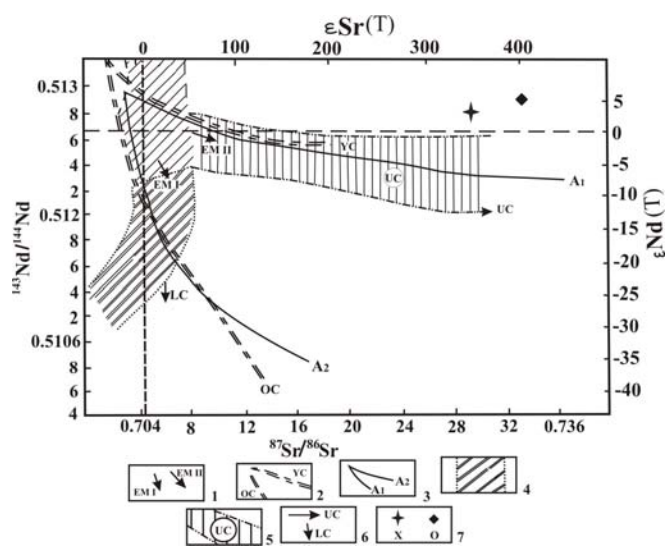 εSr(T)
0 100 200 300 400
0.513
8
6
4
2
0.512
8
6
4
2
0.5106
8
6
4
143Nd/144Nd
5
0
-5
-10
-15
-20
-25
-30
-35
-40
εNd (T)
EM II
YC
EM I
UC
A1
UC
LC
A2
OC
0.704 8 12 16 20 24 28 32 0.736
87Sr/86Sr
EM I EM II 1
OC YC 2
A1 A2 3
4
UC 5
UC LC 6
X O 7